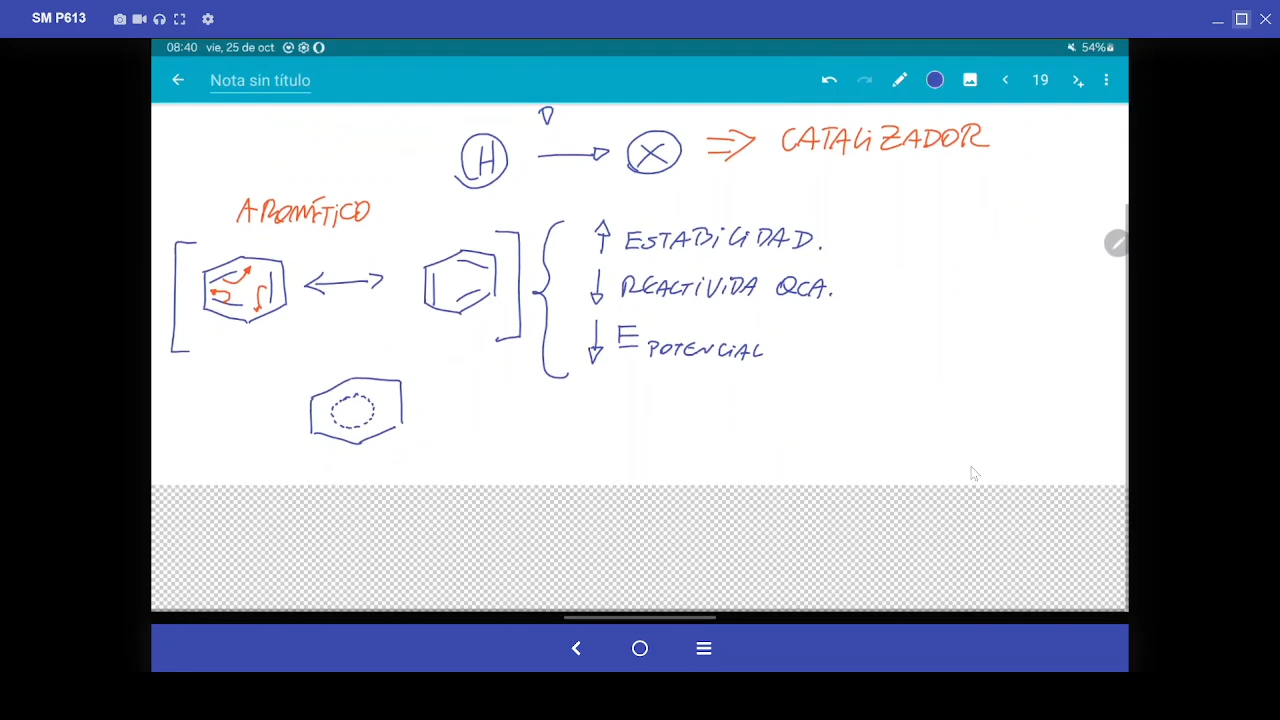 SM P613
08:40 vie, 25 de oct
54%
Nota sin título
19
H → X ⇒ CATALIZADOR
AROMÁTICO
↑ ESTABILIDAD.
↓ REACTIVIDA QCA.
↓ E POTENCIAL